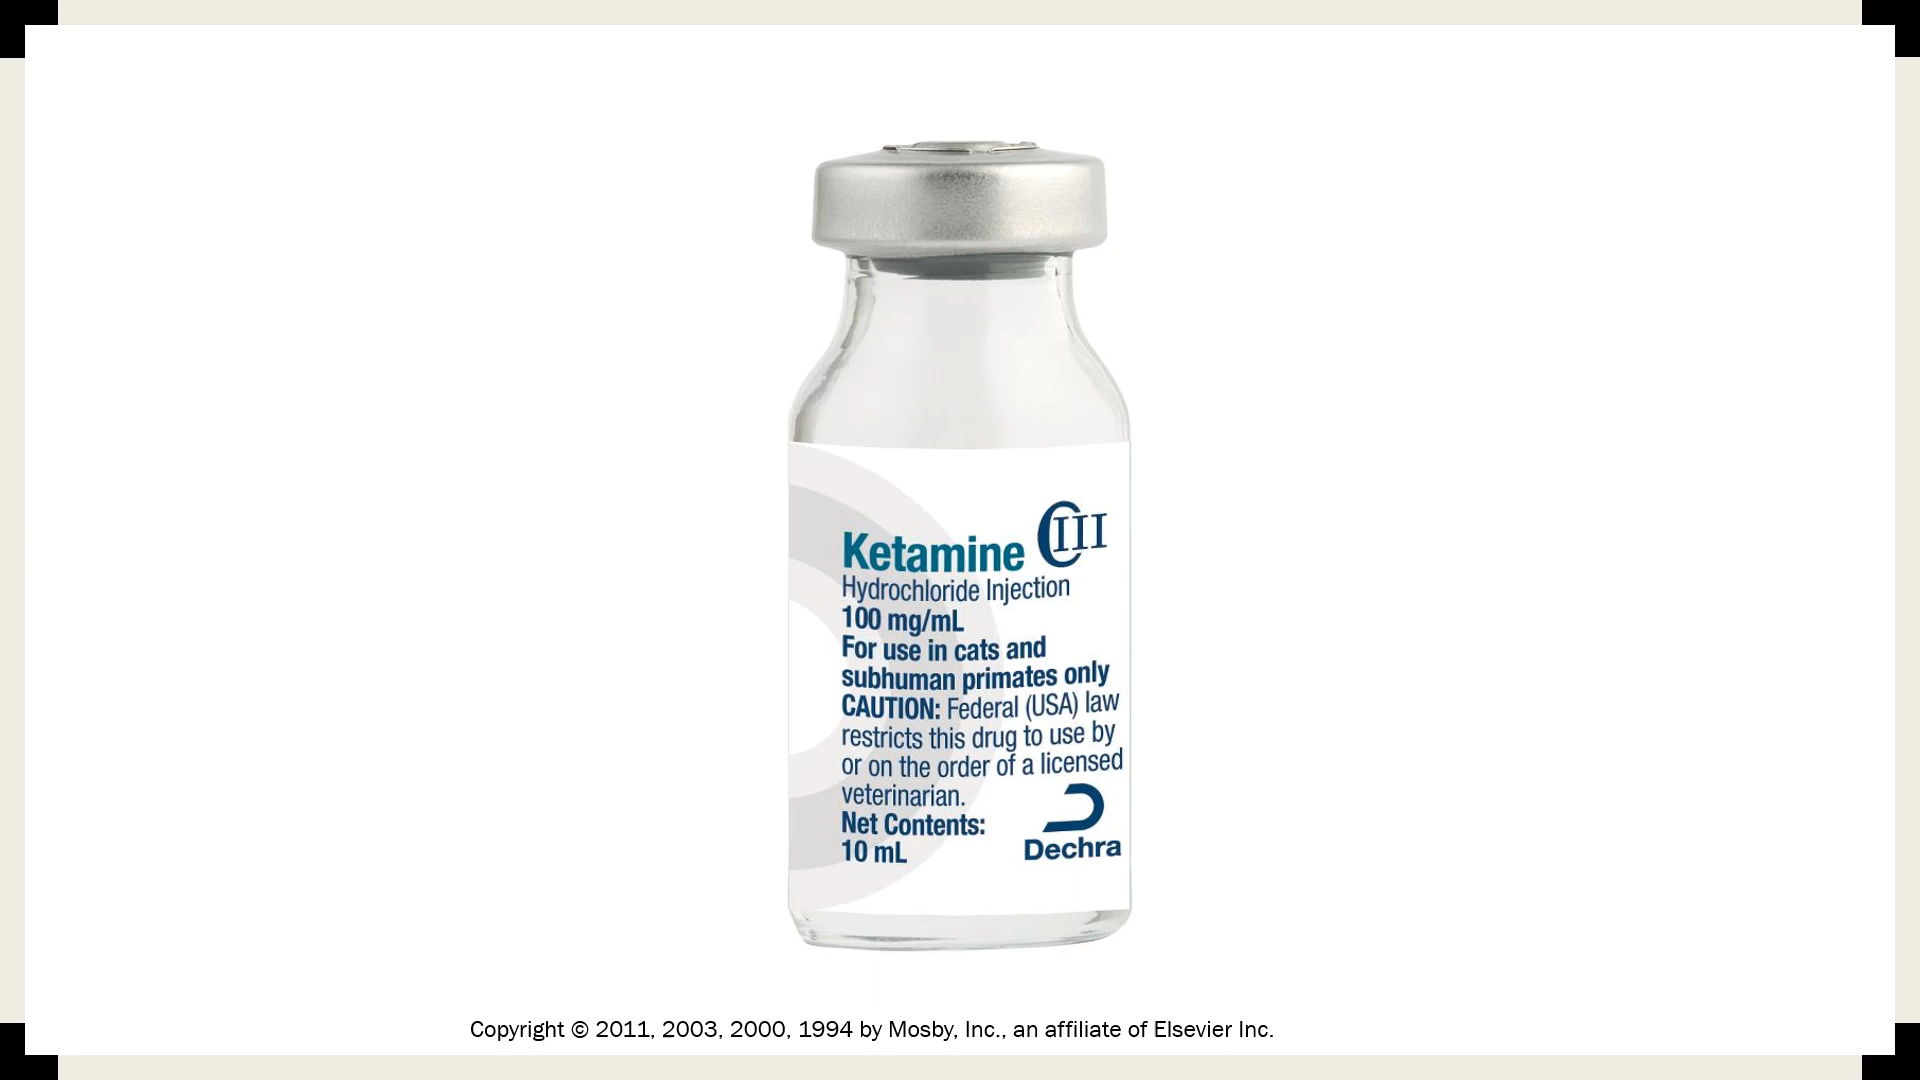 Ketamine CIII
Hydrochloride Injection
100 mg/mL
For use in cats and
subhuman primates only
CAUTION: Federal (USA) law
restricts this drug to use by
or on the order of a licensed
veterinarian.
Net Contents:
10 mL
Dechra
Copyright © 2011, 2003, 2000, 1994 by Mosby, Inc., an affiliate of Elsevier Inc.